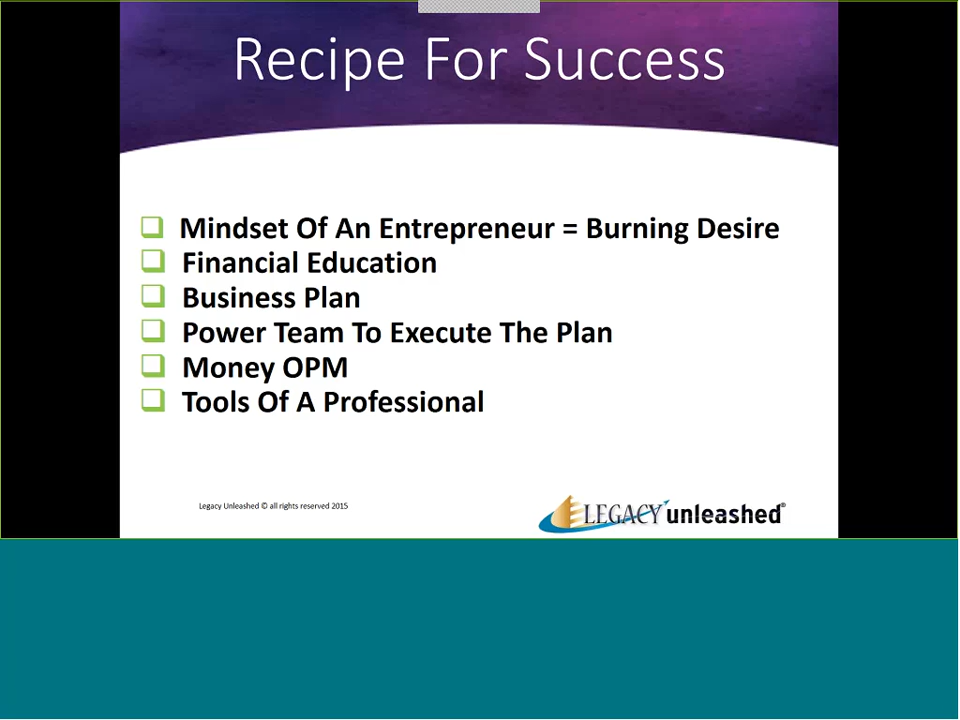 Recipe For Success
Mindset Of An Entrepreneur = Burning Desire
Financial Education
Business Plan
Power Team To Execute The Plan
Money OPM
Tools Of A Professional
Legacy Unleashed © all rights reserved 2015
LEGACY unleashed®